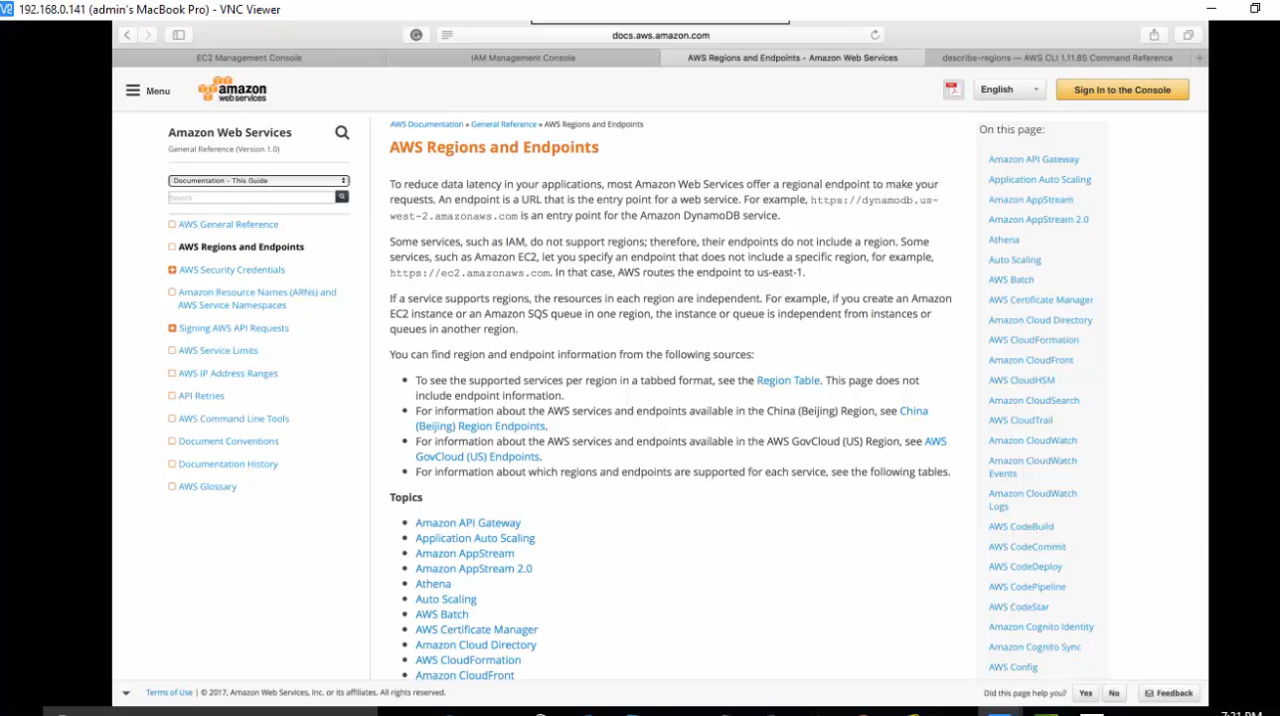 192.168.0.141 (admin's MacBook Pro) - VNC Viewer
docs.aws.amazon.com
EC2 Management Console
IAM Management Console
AWS Regions and Endpoints - Amazon Web Services
describe-regions — AWS CLI 1.11.85 Command Reference
Menu
amazon
web services
English
Sign In to the Console
Amazon Web Services
General Reference (Version 1.0)
Documentation - This Guide
Search
AWS General Reference
AWS Regions and Endpoints
AWS Security Credentials
Amazon Resource Names (ARNs) and
AWS Service Namespaces
Signing AWS API Requests
AWS Service Limits
AWS IP Address Ranges
API Retries
AWS Command Line Tools
Document Conventions
Documentation History
AWS Glossary
AWS Documentation » General Reference » AWS Regions and Endpoints
AWS Regions and Endpoints
To reduce data latency in your applications, most Amazon Web Services offer a regional endpoint to make your
requests. An endpoint is a URL that is the entry point for a web service. For example, https://dynamodb.us-
west-2.amazonaws.com is an entry point for the Amazon DynamoDB service.
Some services, such as IAM, do not support regions; therefore, their endpoints do not include a region. Some
services, such as Amazon EC2, let you specify an endpoint that does not include a specific region, for example,
https://ec2.amazonaws.com. In that case, AWS routes the endpoint to us-east-1.
If a service supports regions, the resources in each region are independent. For example, if you create an Amazon
EC2 instance or an Amazon SQS queue in one region, the instance or queue is independent from instances or
queues in another region.
You can find region and endpoint information from the following sources:
• To see the supported services per region in a tabbed format, see the Region Table. This page does not
include endpoint information.
• For information about the AWS services and endpoints available in the China (Beijing) Region, see China
(Beijing) Region Endpoints.
• For information about the AWS services and endpoints available in the AWS GovCloud (US) Region, see AWS
GovCloud (US) Endpoints.
• For information about which regions and endpoints are supported for each service, see the following tables.
Topics
• Amazon API Gateway
• Application Auto Scaling
• Amazon AppStream
• Amazon AppStream 2.0
• Athena
• Auto Scaling
• AWS Batch
• AWS Certificate Manager
• Amazon Cloud Directory
• AWS CloudFormation
• Amazon CloudFront
On this page:
Amazon API Gateway
Application Auto Scaling
Amazon AppStream
Amazon AppStream 2.0
Athena
Auto Scaling
AWS Batch
AWS Certificate Manager
Amazon Cloud Directory
AWS CloudFormation
Amazon CloudFront
AWS CloudHSM
Amazon CloudSearch
AWS CloudTrail
Amazon CloudWatch
Amazon CloudWatch
Events
Amazon CloudWatch
Logs
AWS CodeBuild
AWS CodeCommit
AWS CodeDeploy
AWS CodePipeline
AWS CodeStar
Amazon Cognito Identity
Amazon Cognito Sync
AWS Config
Terms of Use | © 2017, Amazon Web Services, Inc. or its affiliates. All rights reserved.
Did this page help you?
Yes
No
Feedback